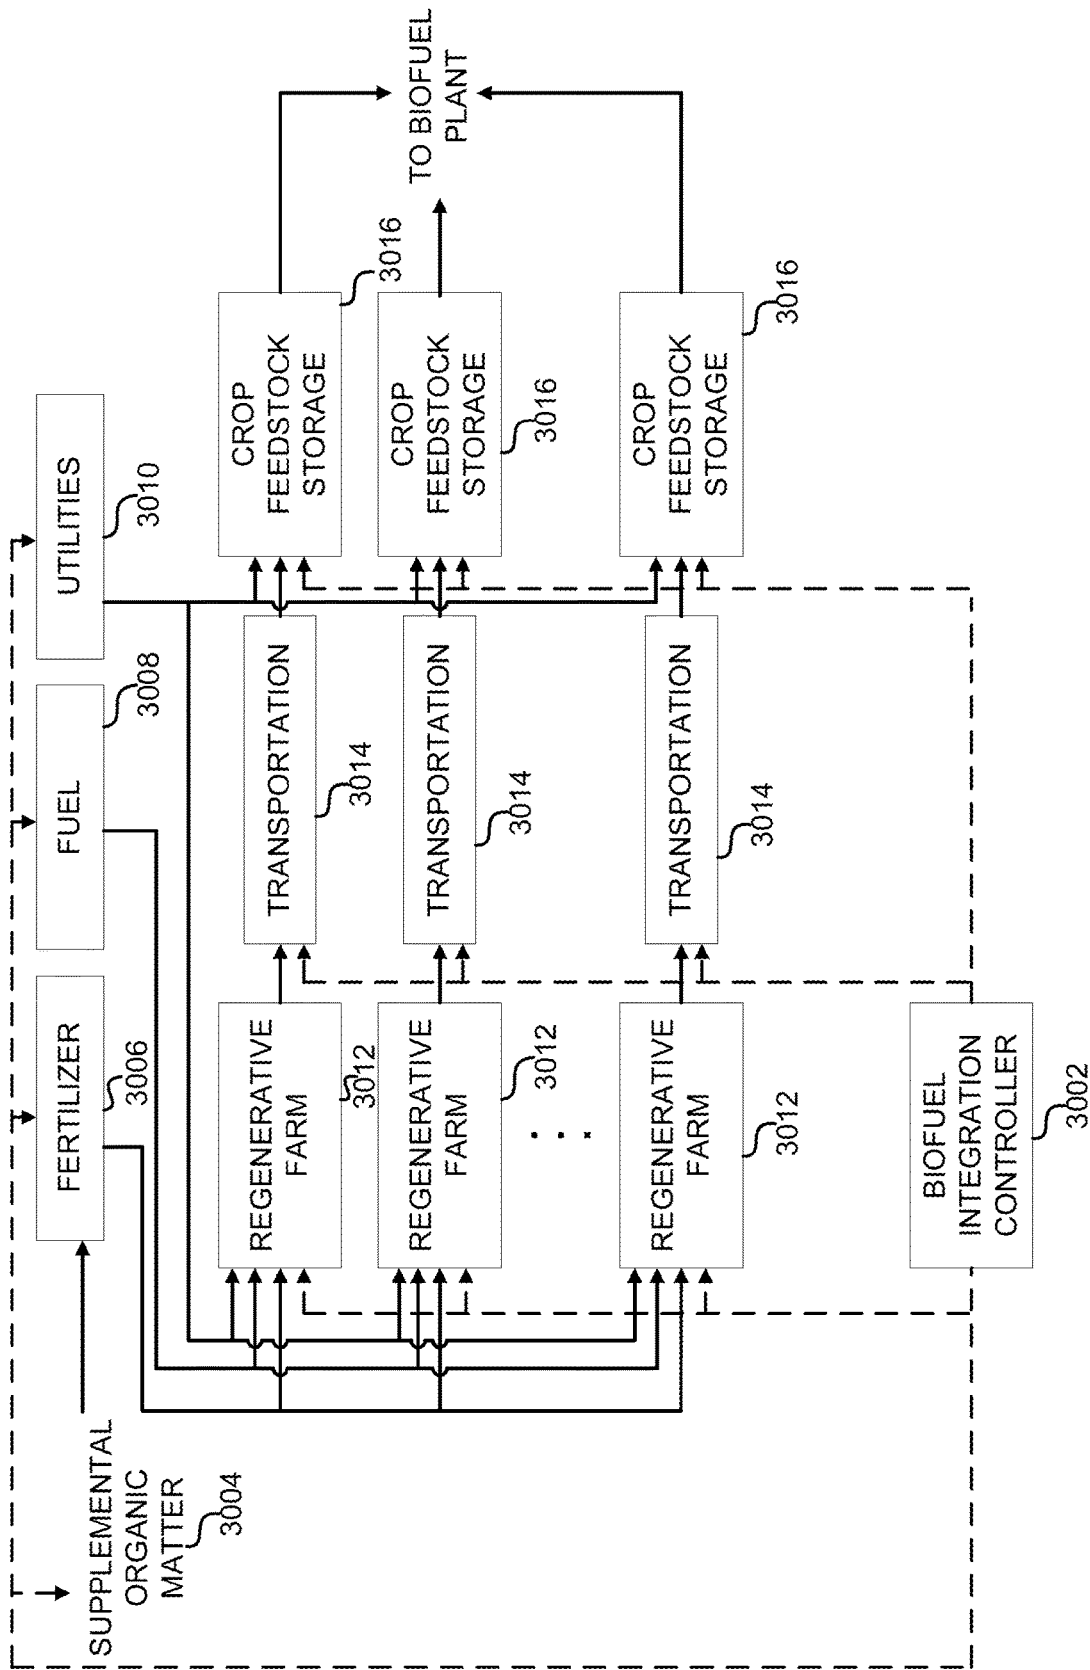 SUPPLEMENTAL
ORGANIC
MATTER
3004
FERTILIZER
3006
FUEL
3008
UTILITIES
3010
REGENERATIVE
FARM
3012
TRANSPORTATION
3014
CROP
FEEDSTOCK
STORAGE
3016
REGENERATIVE
FARM
3012
TRANSPORTATION
3014
CROP
FEEDSTOCK
STORAGE
3016
TO BIOFUEL
PLANT
REGENERATIVE
FARM
3012
TRANSPORTATION
3014
CROP
FEEDSTOCK
STORAGE
3016
BIOFUEL
INTEGRATION
CONTROLLER
3002